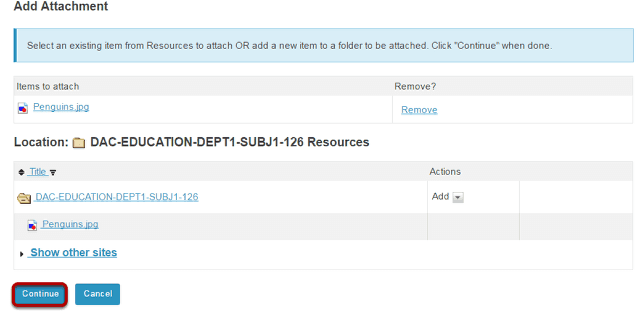 Add Attachment
Select an existing item from Resources to attach OR add a new item to a folder to be attached. Click "Continue" when done.
Items to attach Remove?
Penguins.jpg Remove
Location: DAC-EDUCATION-DEPT1-SUBJ1-126 Resources
Title Actions
DAC-EDUCATION-DEPT1-SUBJ1-126 Add
Penguins.jpg
Show other sites
Continue Cancel